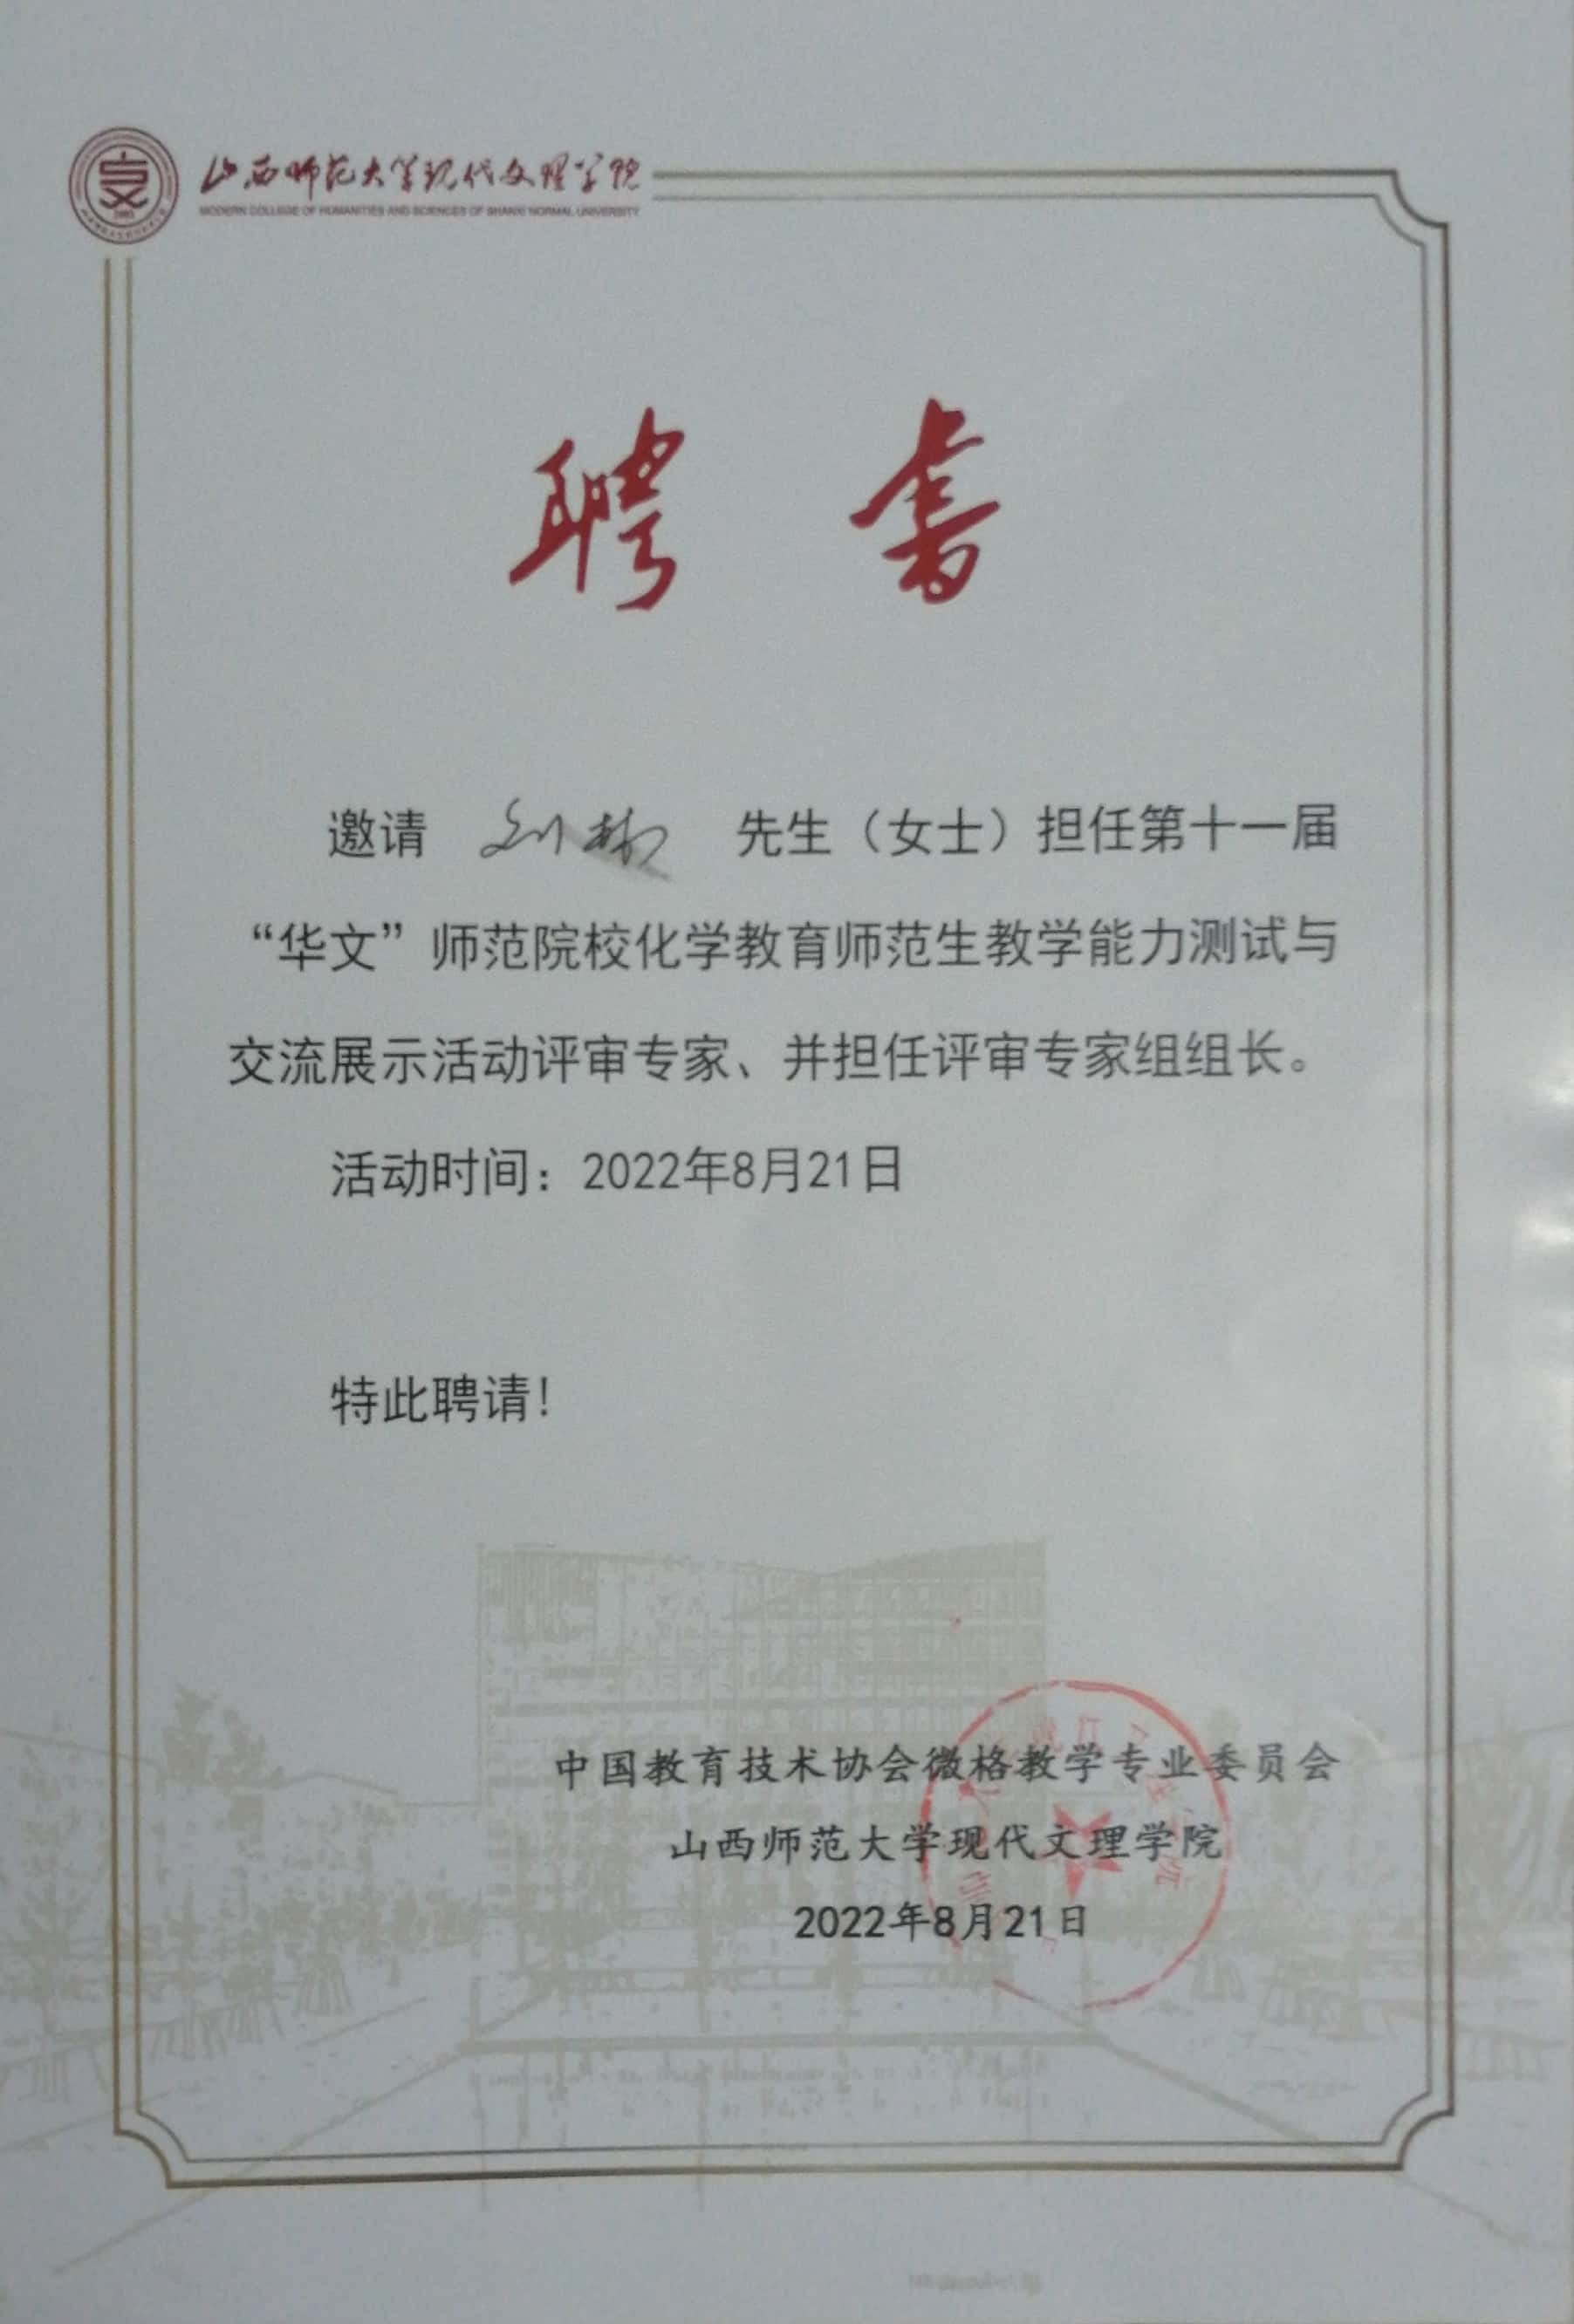 山西师范大学现代文理学院
MODERN COLLEGE OF HUMANITIES AND SCIENCES OF SHANXI NORMAL UNIVERSITY
聘 书
邀请 刘 先生（女士）担任第十一届
“华文”师范院校化学教育师范生教学能力测试与
交流展示活动评审专家、并担任评审专家组组长。
活动时间：2022年8月21日
特此聘请！
中国教育技术协会微格教学专业委员会
山西师范大学现代文理学院
2022年8月21日